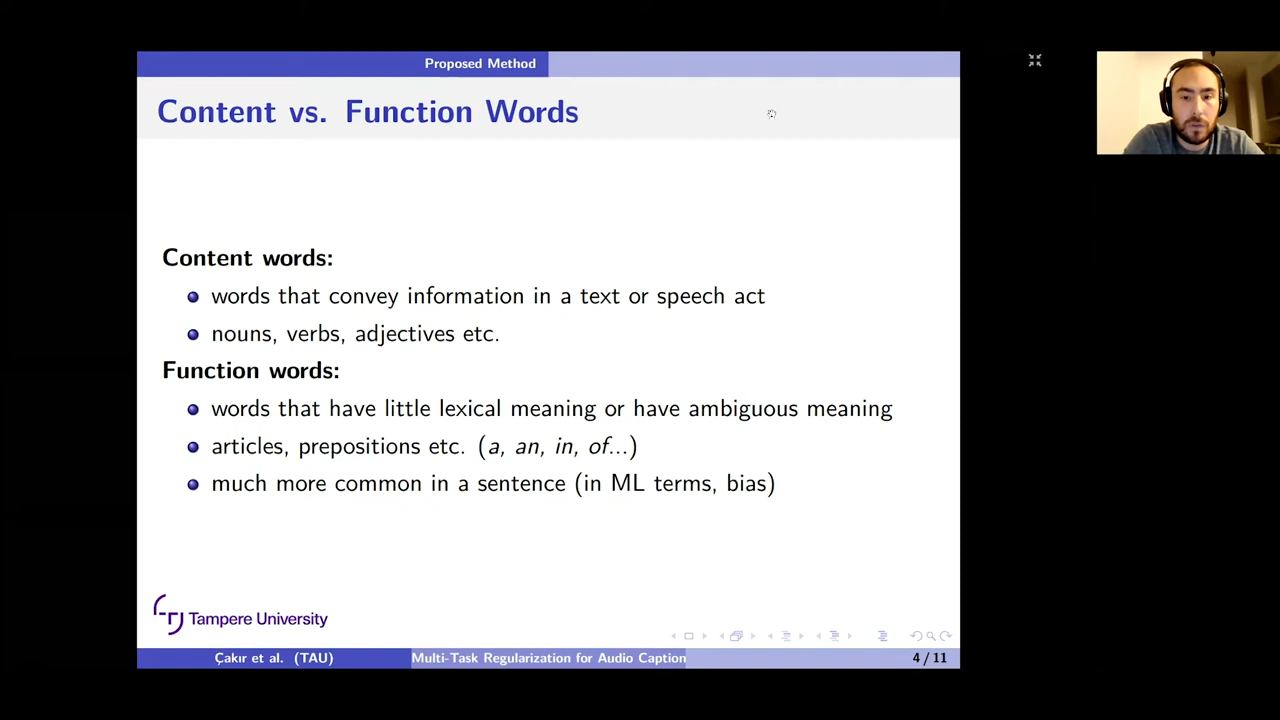 Proposed Method
Content vs. Function Words
Content words:
words that convey information in a text or speech act
nouns, verbs, adjectives etc.
Function words:
words that have little lexical meaning or have ambiguous meaning
articles, prepositions etc. (a, an, in, of...)
much more common in a sentence (in ML terms, bias)
Tampere University
Çakır et al. (TAU)
Multi-Task Regularization for Audio Caption
4 / 11